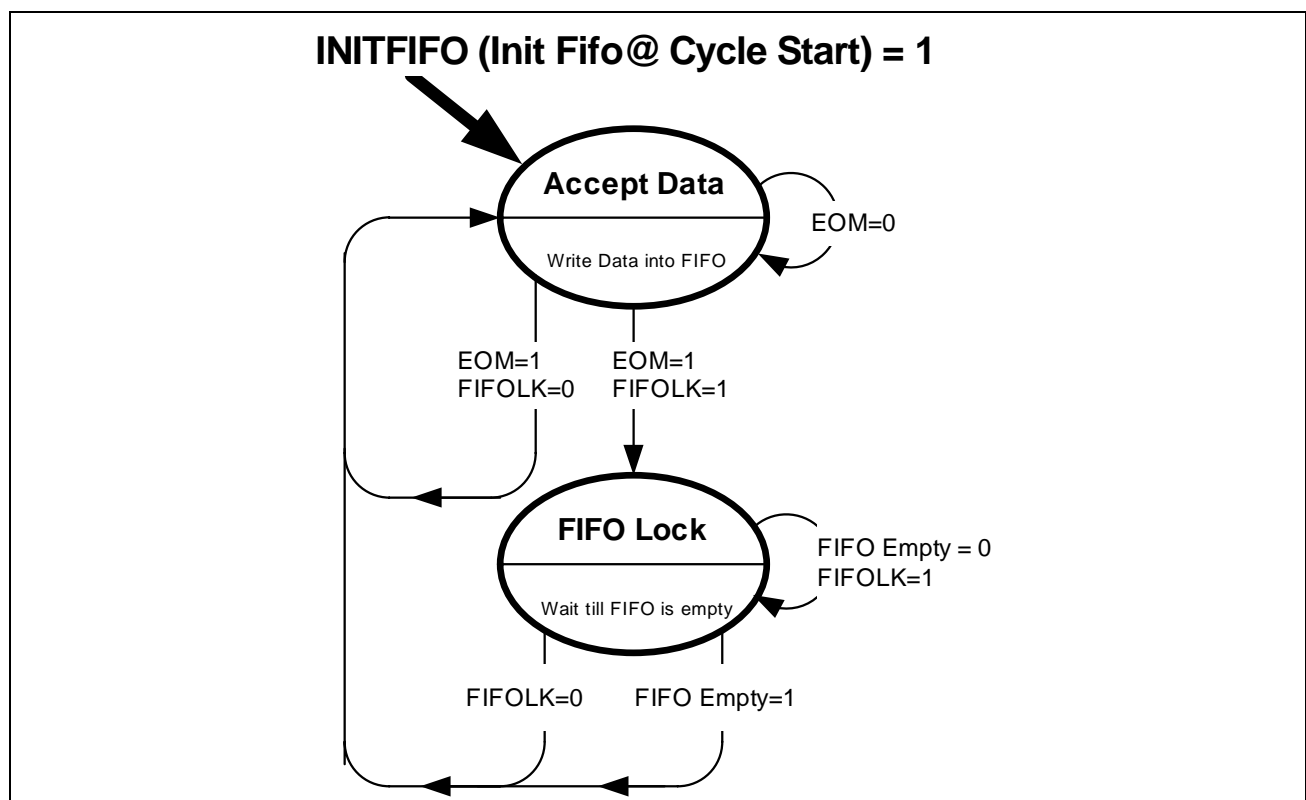 INITFIFO (Init Fifo@ Cycle Start) = 1
Accept Data
EOM=0
Write Data into FIFO
EOM=1
FIFOLK=0
EOM=1
FIFOLK=1
FIFO Lock
FIFO Empty = 0
FIFOLK=1
Wait till FIFO is empty
FIFOLK=0
FIFO Empty=1